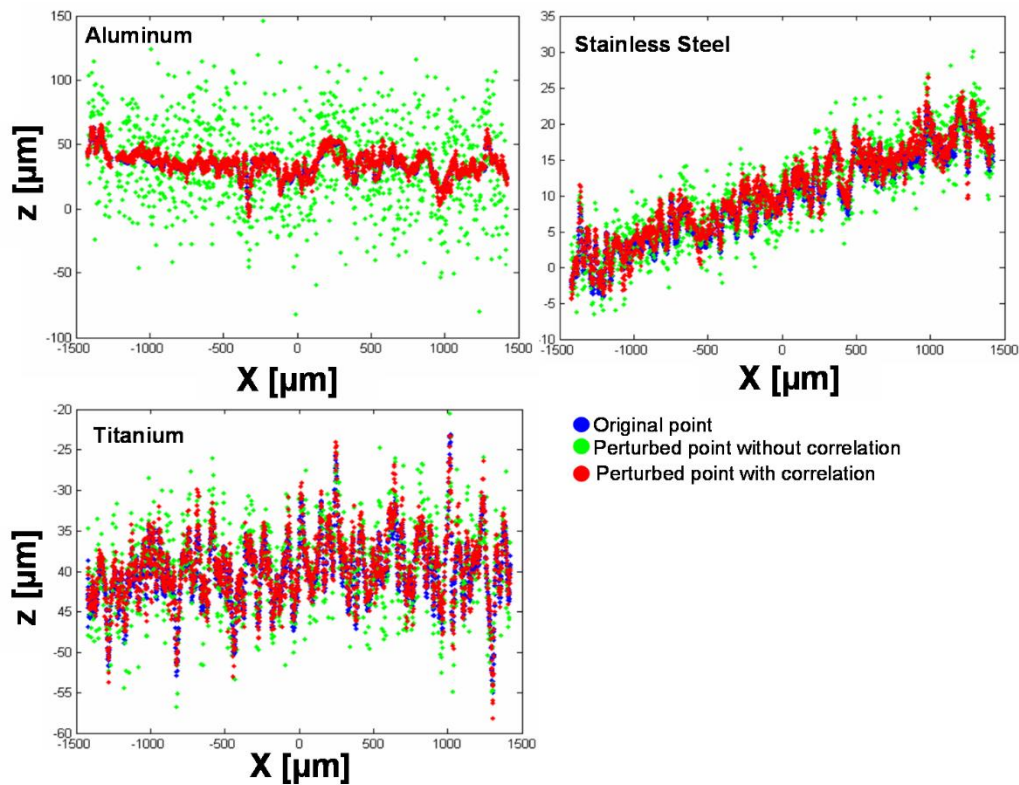 Aluminum
z [µm]
150
100
50
0
-50
-100
-1500 -1000 -500 0 500 1000 1500
X [µm]
Stainless Steel
35
30
25
20
15
10
5
0
-5
-10
-1500 -1000 -500 0 500 1000 1500
X [µm]
Titanium
z [µm]
-20
-25
-30
-35
-40
-45
-50
-55
-60
-1500 -1000 -500 0 500 1000 1500
X [µm]
Original point
Perturbed point without correlation
Perturbed point with correlation